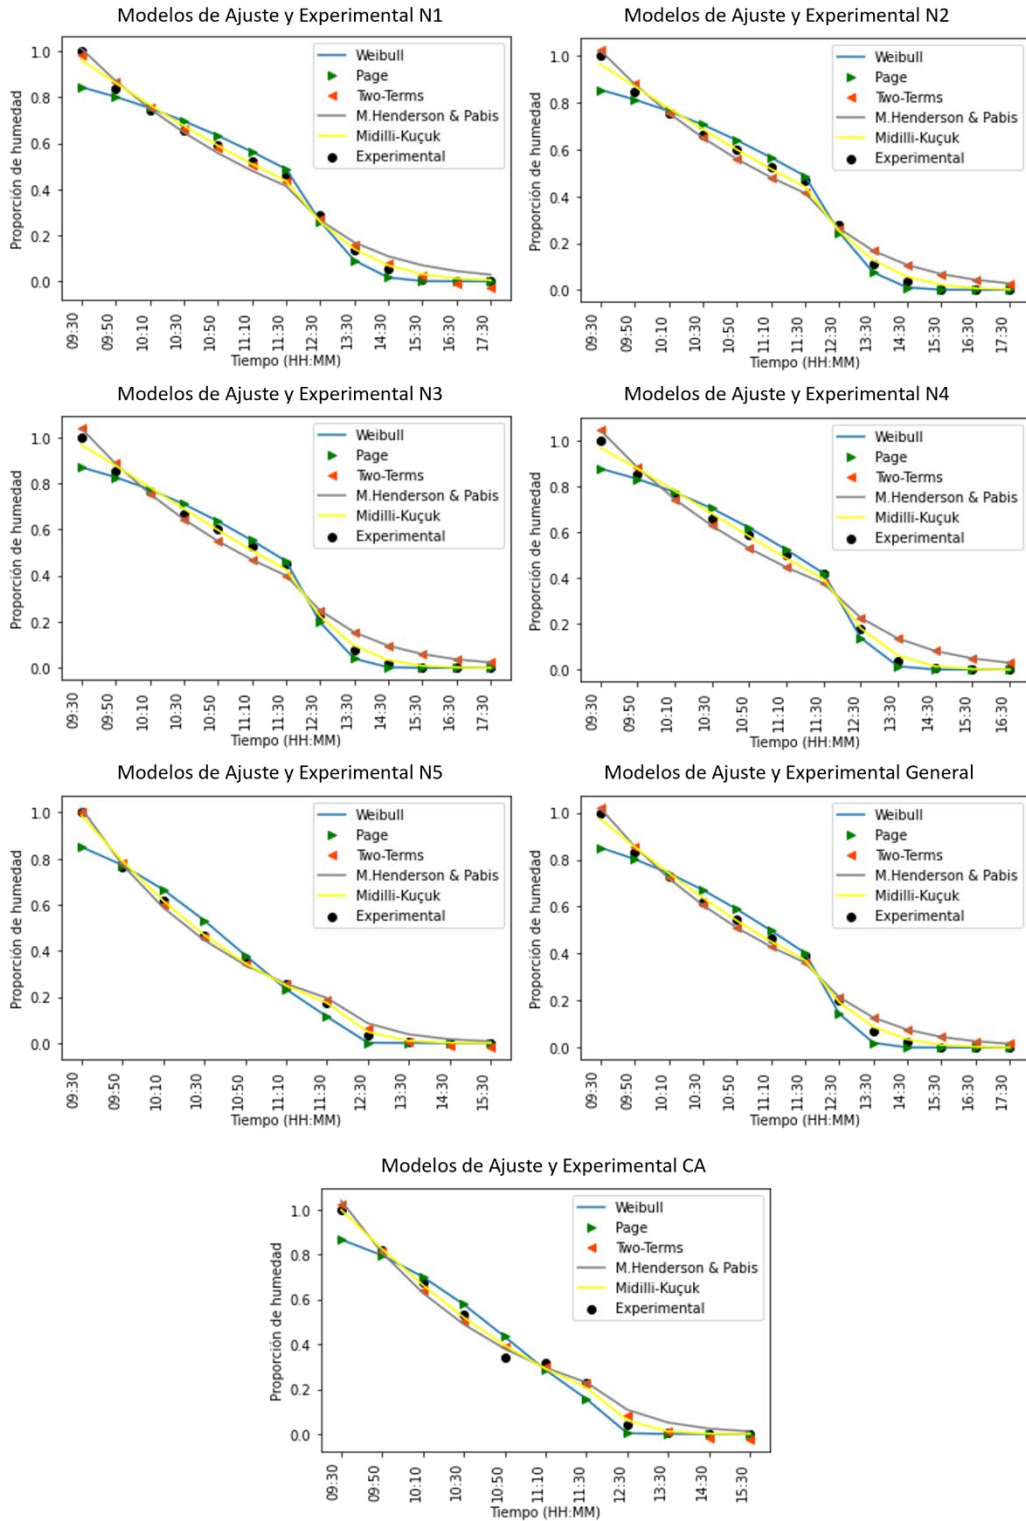 Modelos de Ajuste y Experimental N1
Proporción de humedad
1.0
0.8
0.6
0.4
0.2
0.0
Weibull
Page
Two-Terms
M.Henderson & Pabis
Midilli-Kuçuk
Experimental
09:30
09:50
10:10
10:30
10:50
11:10
11:30
12:30
13:30
14:30
15:30
16:30
17:30
Tiempo (HH:MM)
Modelos de Ajuste y Experimental N2
Proporción de humedad
1.0
0.8
0.6
0.4
0.2
0.0
Weibull
Page
Two-Terms
M.Henderson & Pabis
Midilli-Kuçuk
Experimental
09:30
09:50
10:10
10:30
10:50
11:10
11:30
12:30
13:30
14:30
15:30
16:30
17:30
Tiempo (HH:MM)
Modelos de Ajuste y Experimental N3
Proporción de humedad
1.0
0.8
0.6
0.4
0.2
0.0
Weibull
Page
Two-Terms
M.Henderson & Pabis
Midilli-Kuçuk
Experimental
09:30
09:50
10:10
10:30
10:50
11:10
11:30
12:30
13:30
14:30
15:30
16:30
17:30
Tiempo (HH:MM)
Modelos de Ajuste y Experimental N4
Proporción de humedad
1.0
0.8
0.6
0.4
0.2
0.0
Weibull
Page
Two-Terms
M.Henderson & Pabis
Midilli-Kuçuk
Experimental
09:30
09:50
10:10
10:30
10:50
11:10
11:30
12:30
13:30
14:30
15:30
16:30
Tiempo (HH:MM)
Modelos de Ajuste y Experimental N5
Proporción de humedad
1.0
0.8
0.6
0.4
0.2
0.0
Weibull
Page
Two-Terms
M.Henderson & Pabis
Midilli-Kuçuk
Experimental
09:30
09:50
10:10
10:30
10:50
11:10
11:30
12:30
13:30
14:30
15:30
Tiempo (HH:MM)
Modelos de Ajuste y Experimental General
Proporción de humedad
1.0
0.8
0.6
0.4
0.2
0.0
Weibull
Page
Two-Terms
M.Henderson & Pabis
Midilli-Kuçuk
Experimental
09:30
09:50
10:10
10:30
10:50
11:10
11:30
12:30
13:30
14:30
15:30
16:30
17:30
Tiempo (HH:MM)
Modelos de Ajuste y Experimental CA
Proporción de humedad
1.0
0.8
0.6
0.4
0.2
0.0
Weibull
Page
Two-Terms
M.Henderson & Pabis
Midilli-Kuçuk
Experimental
09:30
09:50
10:10
10:30
10:50
11:10
11:30
12:30
13:30
14:30
15:30
Tiempo (HH:MM)